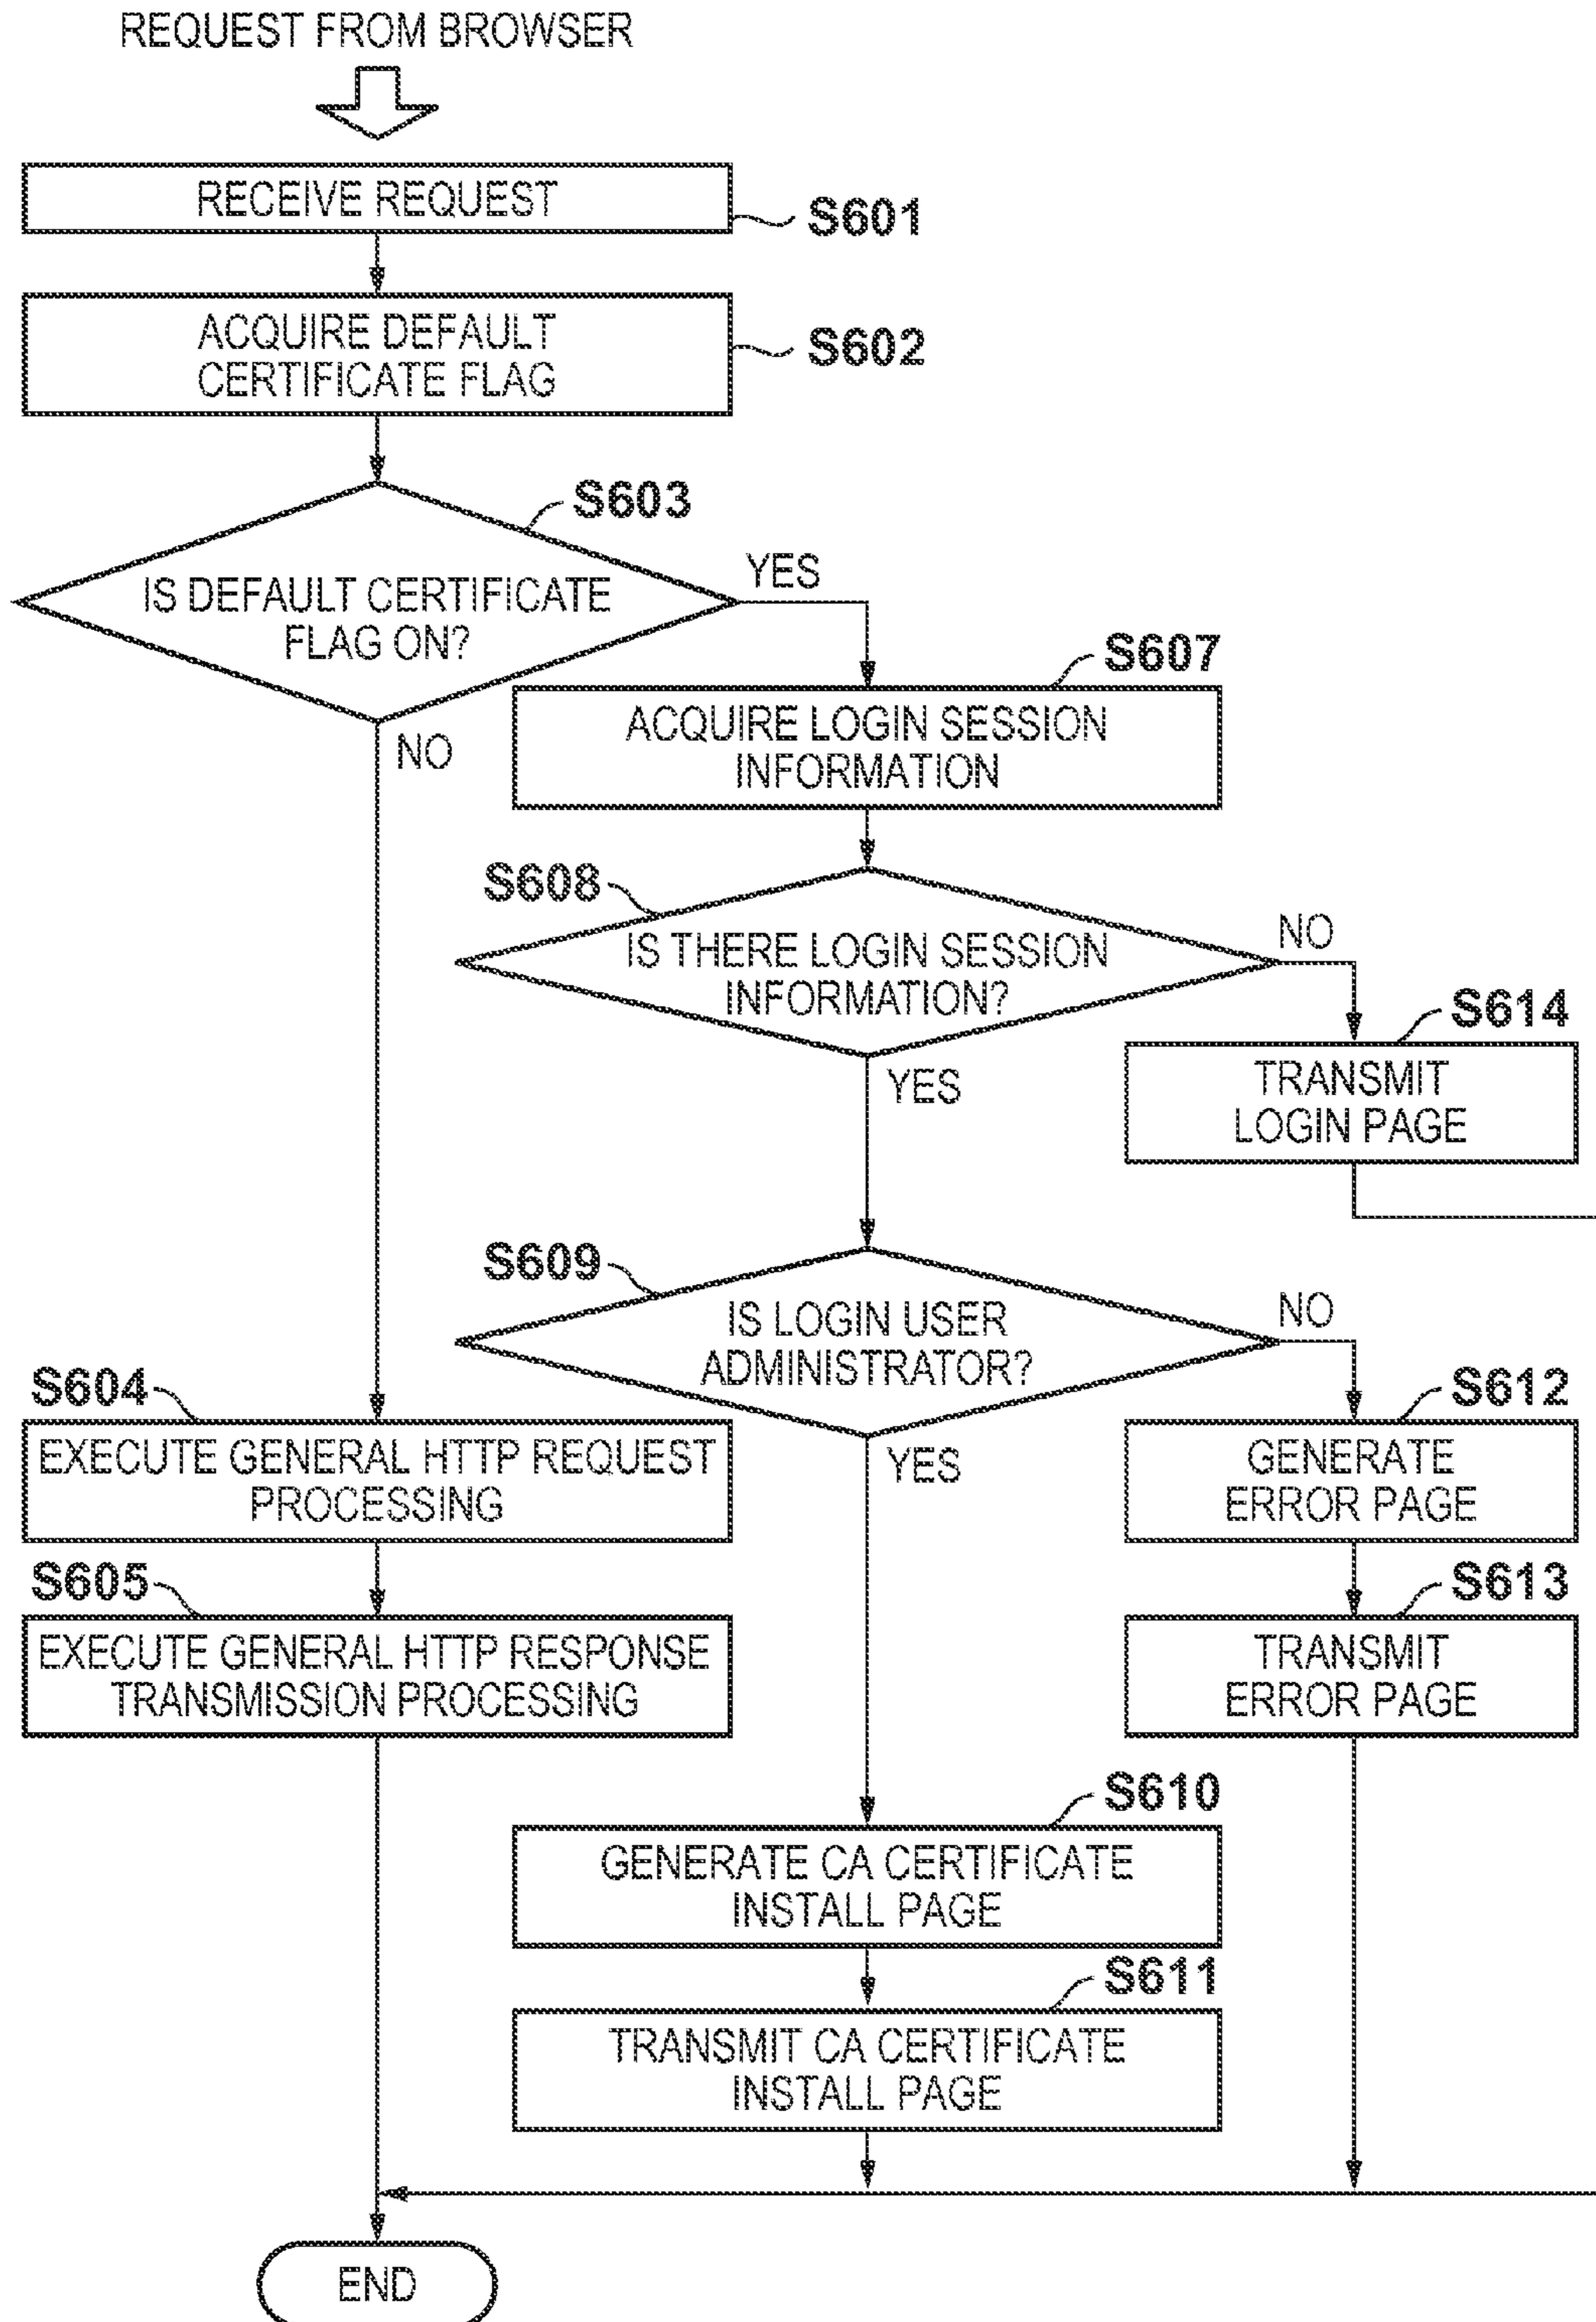 REQUEST FROM BROWSER
RECEIVE REQUEST
S601
ACQUIRE DEFAULT
CERTIFICATE FLAG
S602
S603
IS DEFAULT CERTIFICATE
FLAG ON?
YES
NO
S607
ACQUIRE LOGIN SESSION
INFORMATION
S608
IS THERE LOGIN SESSION
INFORMATION?
NO
YES
S614
TRANSMIT
LOGIN PAGE
S609
IS LOGIN USER
ADMINISTRATOR?
NO
YES
S604
EXECUTE GENERAL HTTP REQUEST
PROCESSING
S612
GENERATE
ERROR PAGE
S605
EXECUTE GENERAL HTTP RESPONSE
TRANSMISSION PROCESSING
S613
TRANSMIT
ERROR PAGE
S610
GENERATE CA CERTIFICATE
INSTALL PAGE
S611
TRANSMIT CA CERTIFICATE
INSTALL PAGE
END